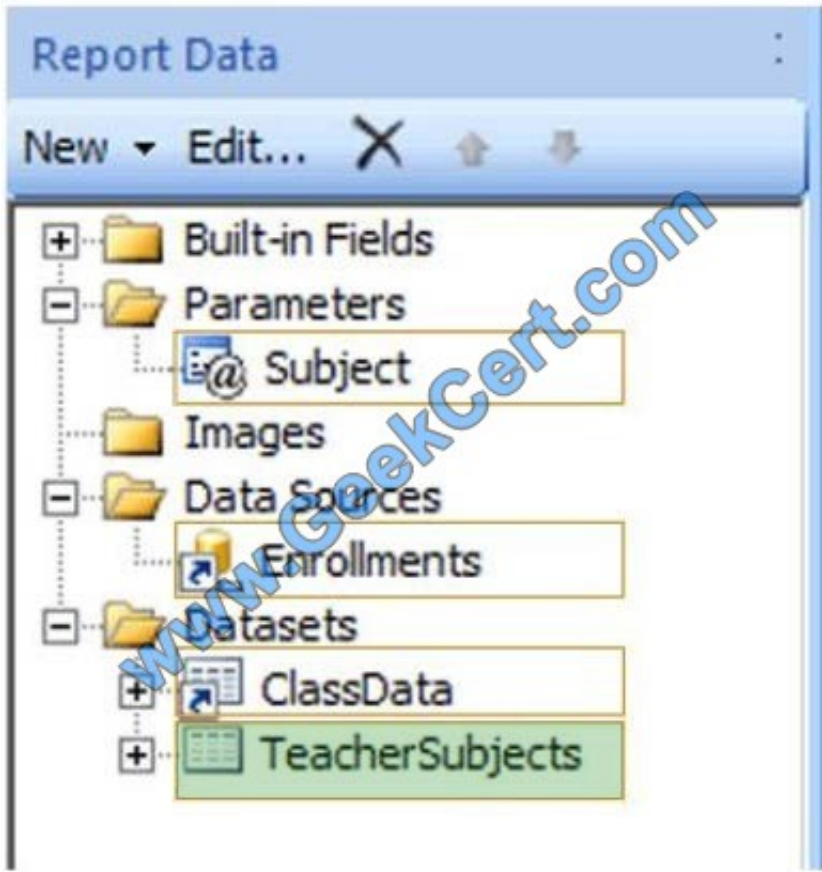 Report Data
New Edit...
Built-in Fields
Parameters
@ Subject
Images
Data Sources
Enrollments
Datasets
ClassData
TeacherSubjects
www.GeekCert.com